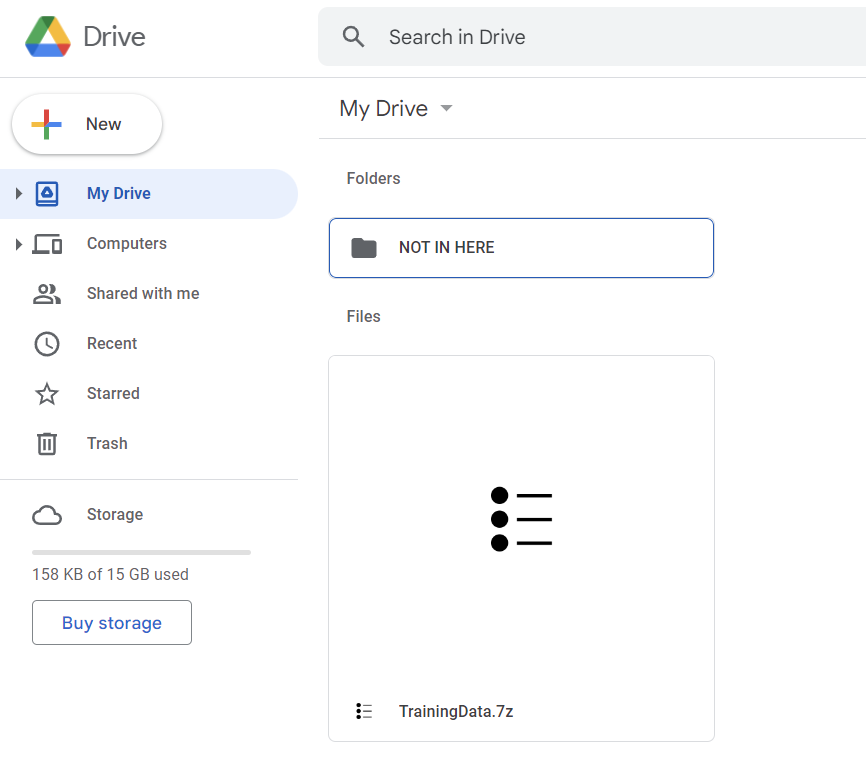 Drive
Search in Drive
New
My Drive
Computers
Shared with me
Recent
Starred
Trash
Storage
158 KB of 15 GB used
Buy storage
My Drive
Folders
NOT IN HERE
Files
TrainingData.7z